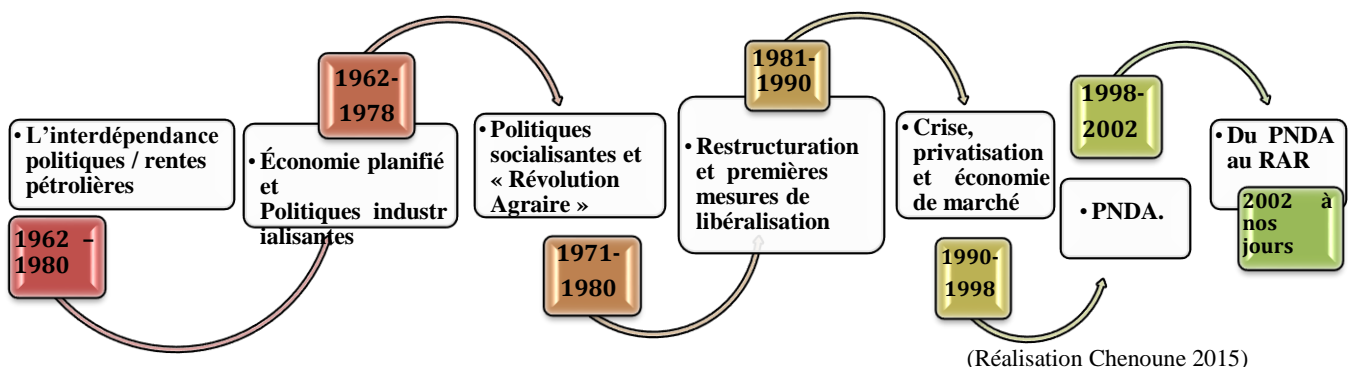 • L'interdépendance
politiques / rentes
pétrolières
1962 –
1980
1962-
1978
• Économie planifié
et
Politiques industr
ialisantes
• Politiques
socialisantes et
« Révolution
Agraire »
1971-
1980
1981-
1990
• Restructuration
et premières
mesures de
libéralisation
• Crise,
privatisation
et économie
de marché
1990-
1998
1998-
2002
• PNDA.
• Du PNDA
au RAR
2002 à
nos
jours
(Réalisation Chenoune 2015)